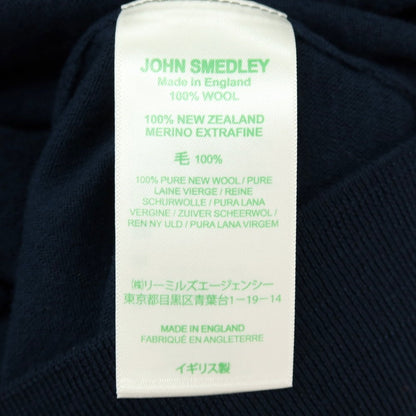 JOHN SMEDLEY
Made in England
100% WOOL
100% NEW ZEALAND
MERINO EXTRAFINE
毛 100%
100% PURE NEW WOOL / PURE
LAINE VIERGE / REINE
SCHURWOLLE / PURA LANA
VERGINE / ZUIVER SCHEERWOL /
REN NY ULD / PURA LANA VIRGEM
㈱リーミルズエージェンシー
東京都目黒区青葉台1-19-14
MADE IN ENGLAND
FABRIQUÉ EN ANGLETERRE
イギリス製